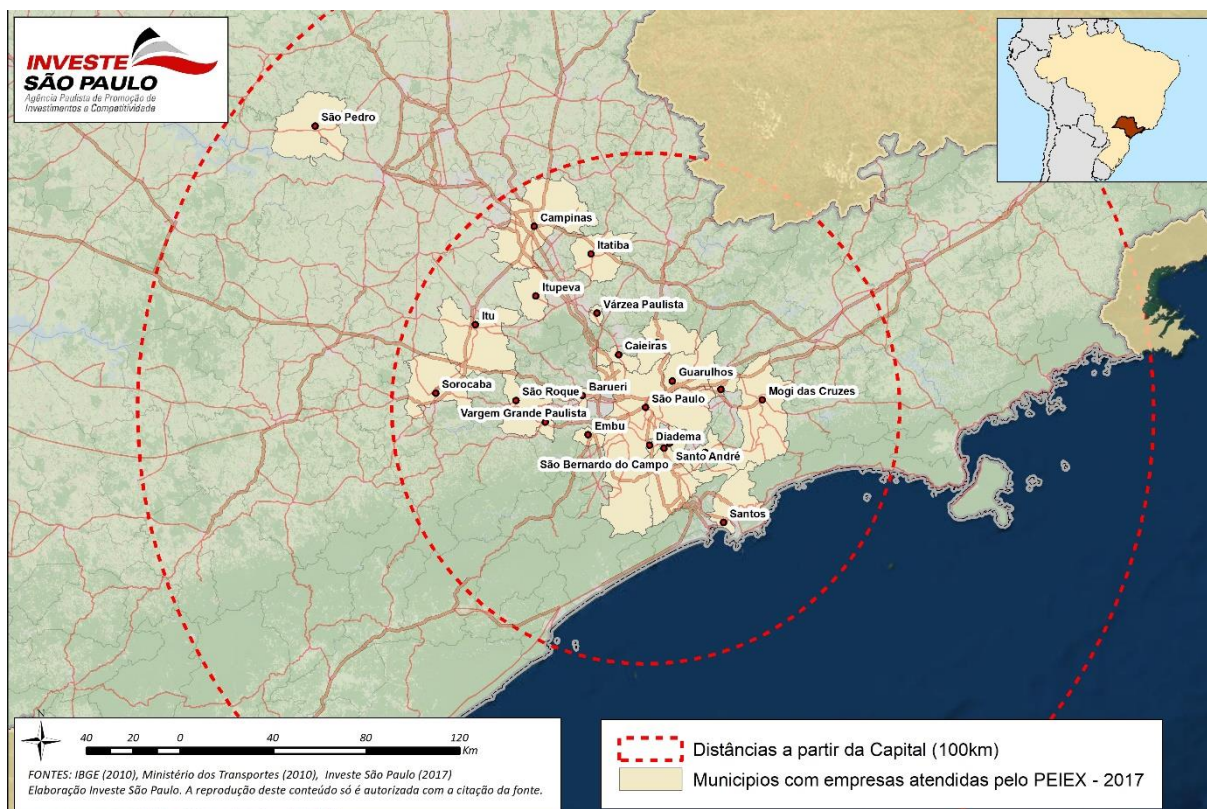 INVESTE
SÃO PAULO
Agência Paulista de Promoção de
Investimentos e Competitividade
São Pedro
Campinas
Itatiba
Itupeva
Várzea Paulista
Itu
Caieiras
Guarulhos
Sorocaba
São Roque
Barueri
Mogi das Cruzes
São Paulo
Vargem Grande Paulista
Embu
Diadema
Santo André
São Bernardo do Campo
Santos
N
40 20 0 40 80 120
Km
FONTES: IBGE (2010), Ministério dos Transportes (2010), Investe São Paulo (2017)
Elaboração Investe São Paulo. A reprodução deste conteúdo só é autorizada com a citação da fonte.
Distâncias a partir da Capital (100km)
Municipios com empresas atendidas pelo PEIEX - 2017